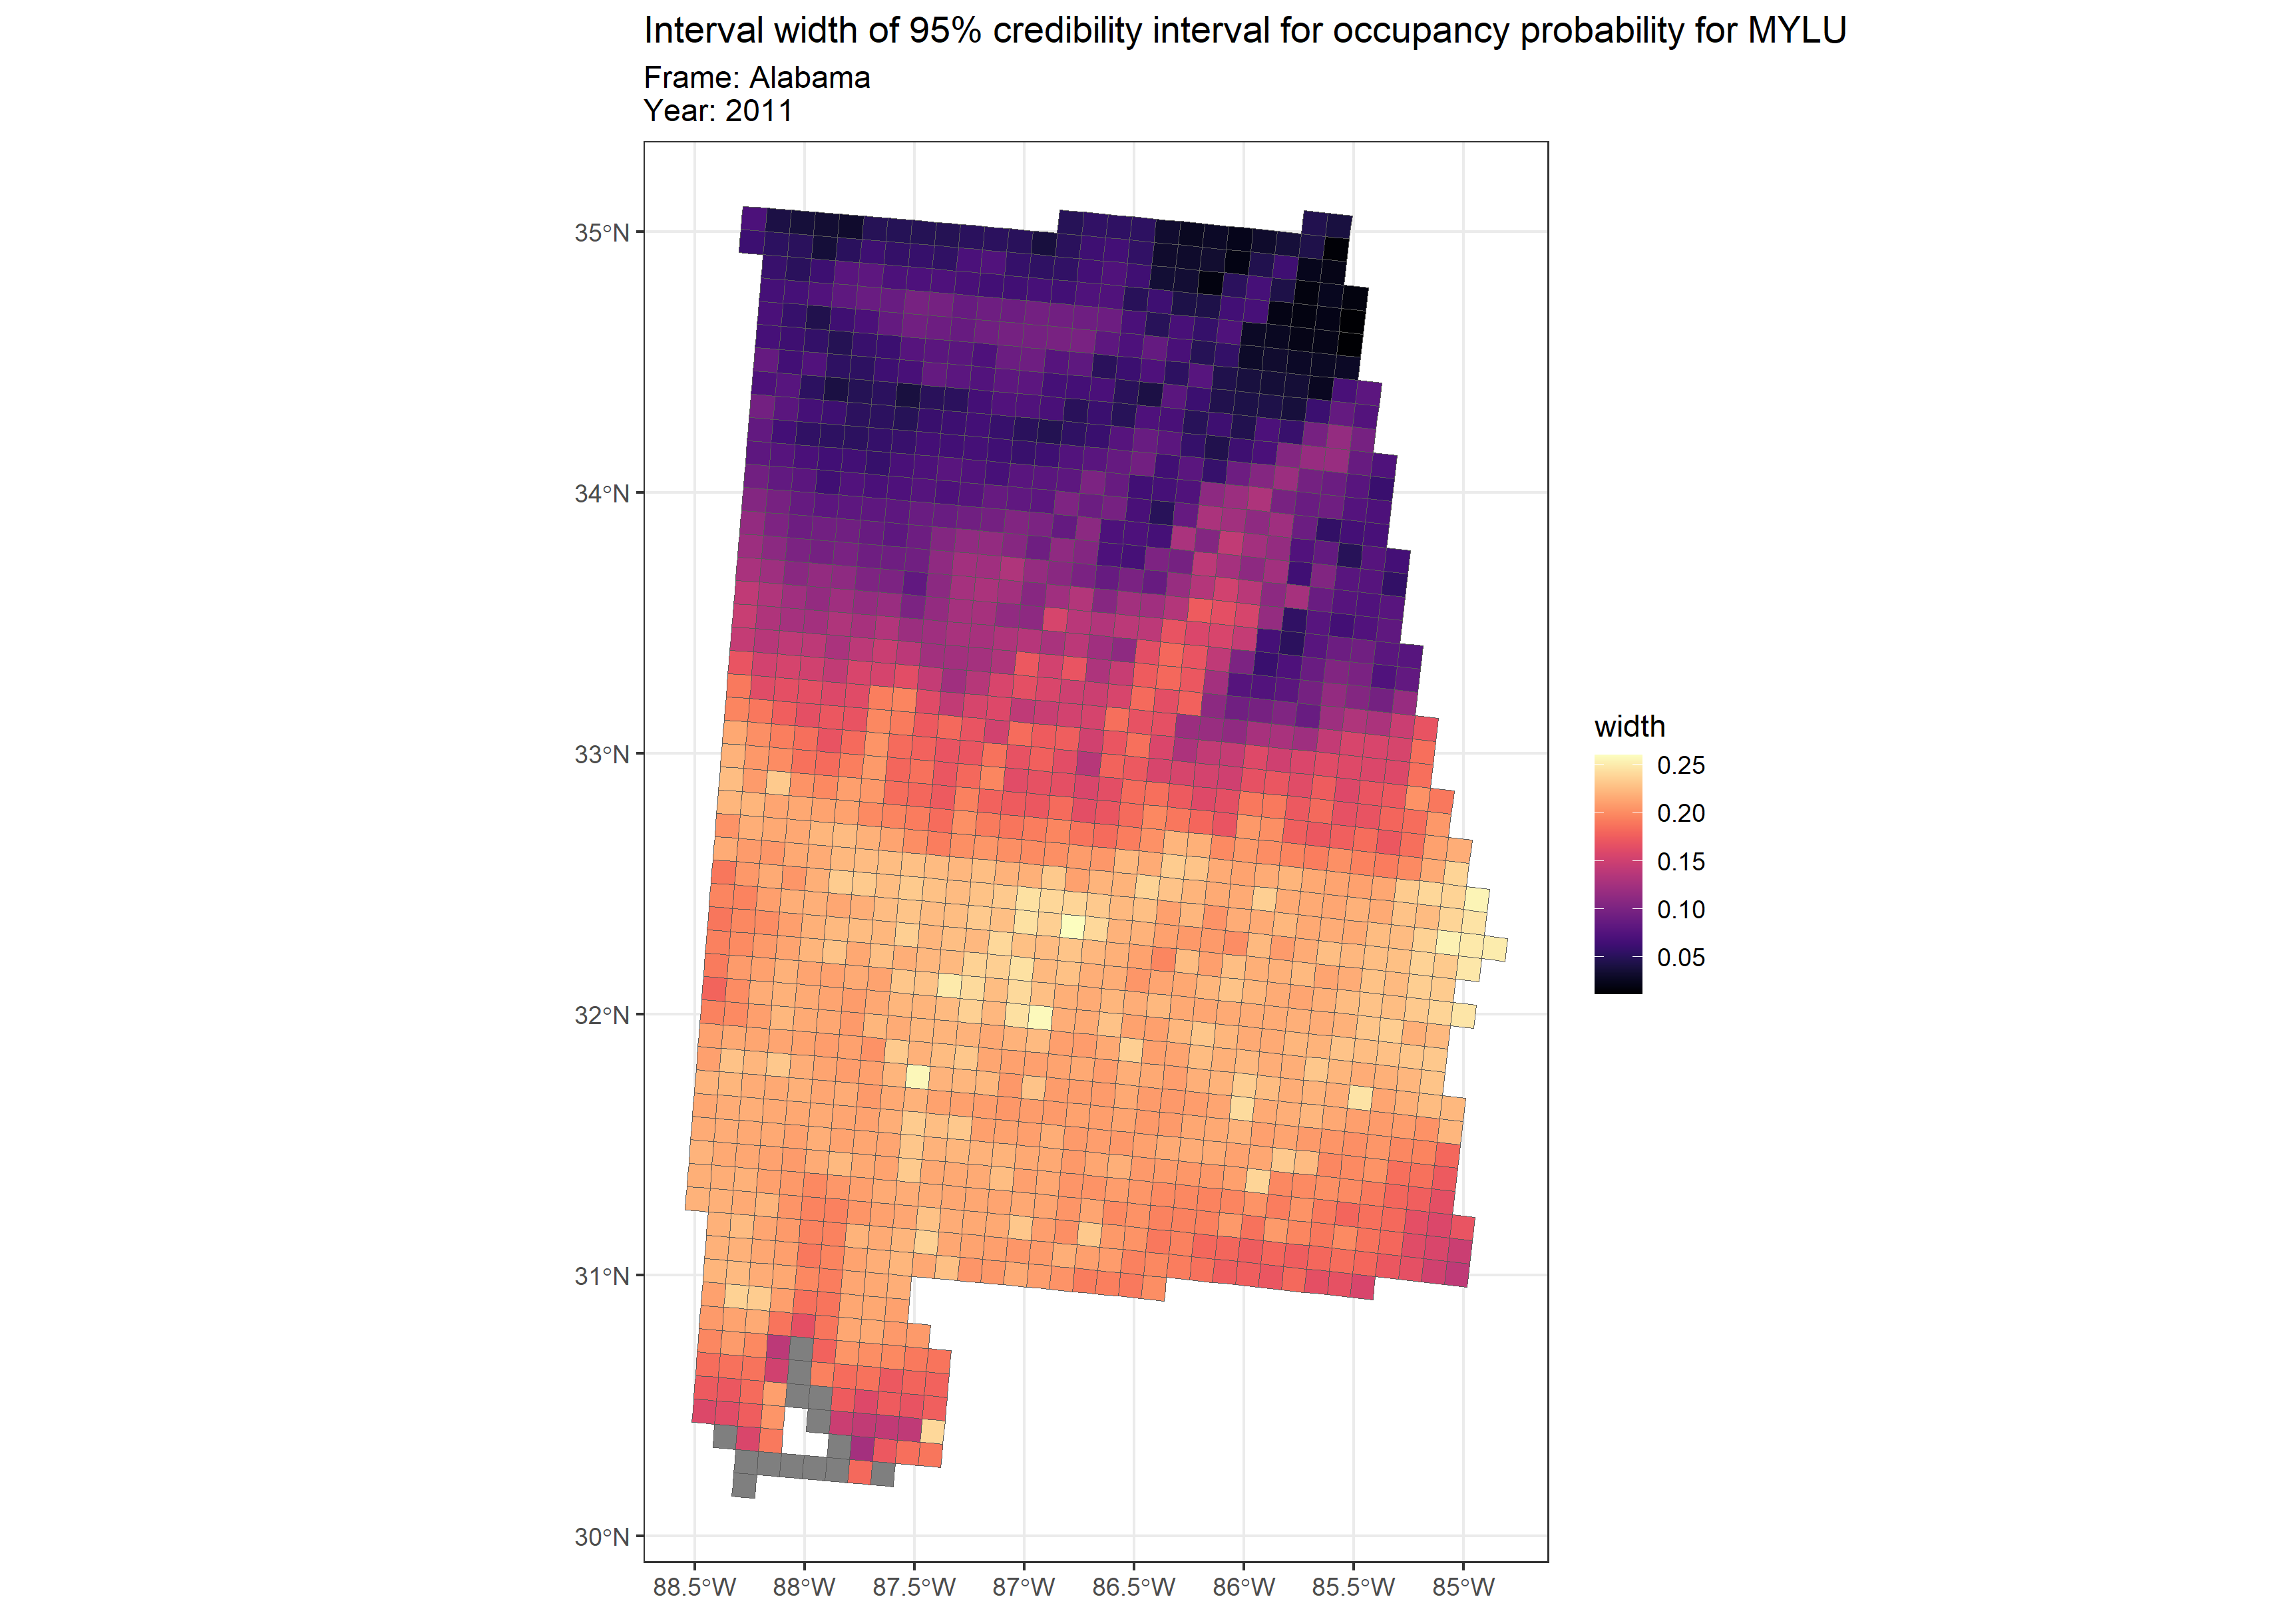 Interval width of 95% credibility interval for occupancy probability for MYLU
Frame: Alabama
Year: 2011
35°N
34°N
33°N
32°N
31°N
30°N
88.5°W 88°W 87.5°W 87°W 86.5°W 86°W 85.5°W 85°W
width
0.25
0.20
0.15
0.10
0.05